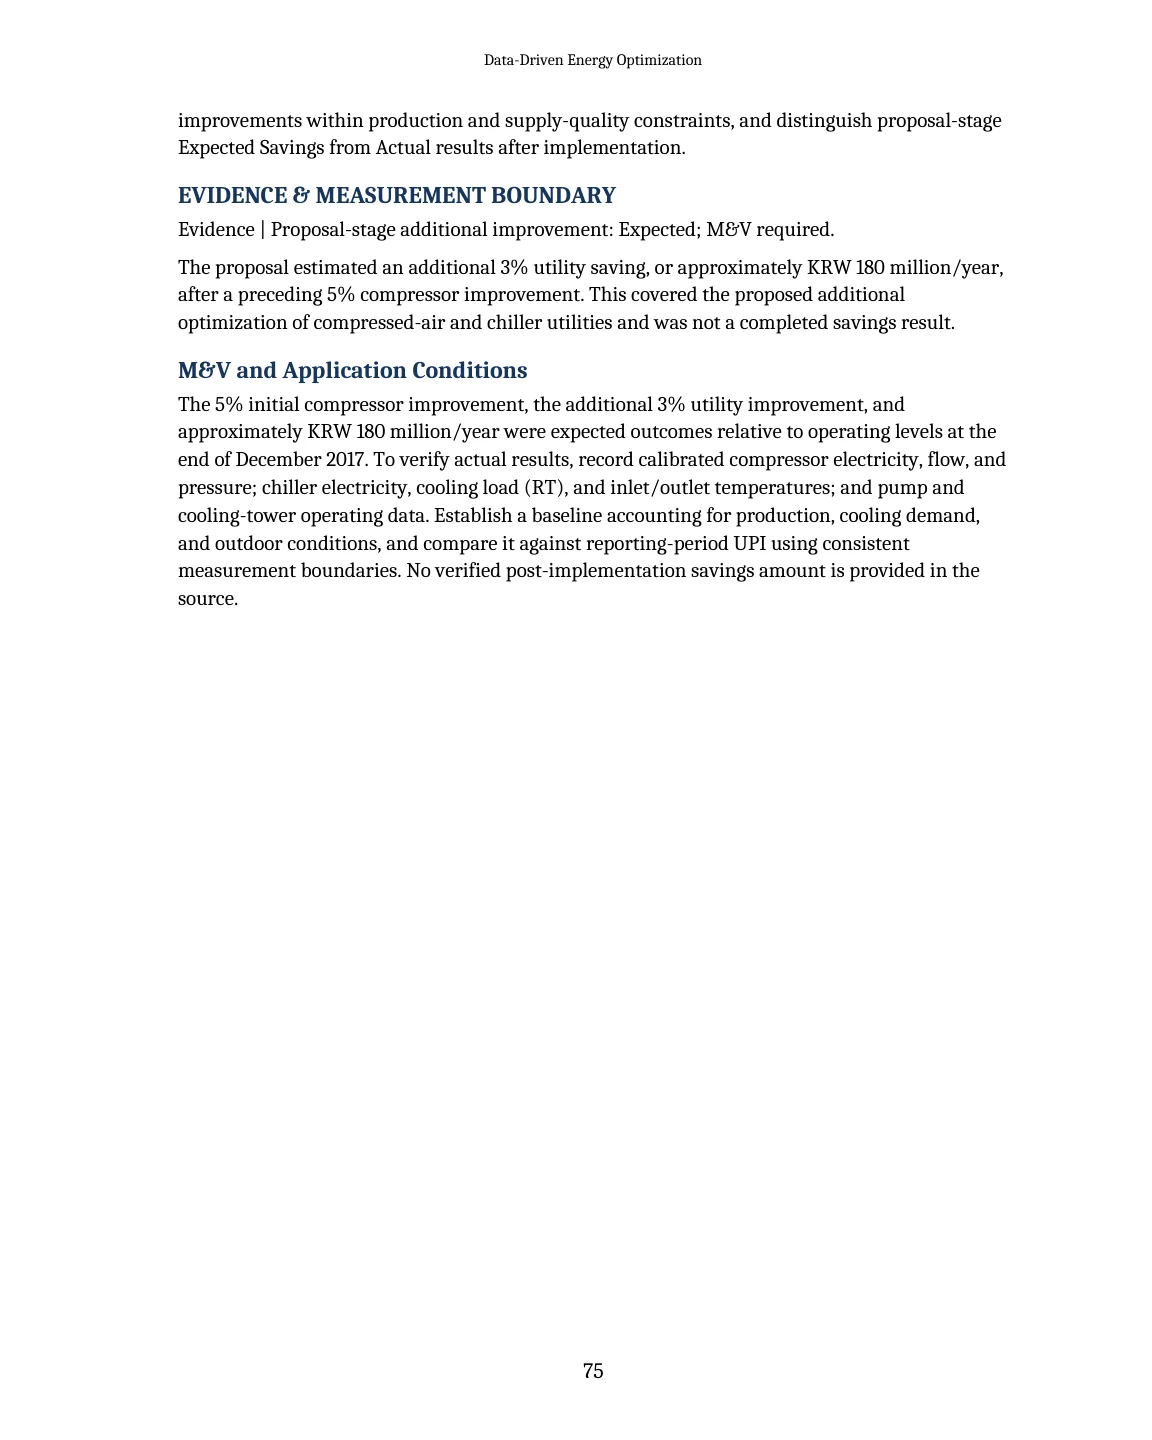 Data-Driven Energy Optimization
improvements within production and supply-quality constraints, and distinguish proposal-stage
Expected Savings from Actual results after implementation.
EVIDENCE & MEASUREMENT BOUNDARY
Evidence | Proposal-stage additional improvement: Expected; M&V required.
The proposal estimated an additional 3% utility saving, or approximately KRW 180 million/year,
after a preceding 5% compressor improvement. This covered the proposed additional
optimization of compressed-air and chiller utilities and was not a completed savings result.
M&V and Application Conditions
The 5% initial compressor improvement, the additional 3% utility improvement, and
approximately KRW 180 million/year were expected outcomes relative to operating levels at the
end of December 2017. To verify actual results, record calibrated compressor electricity, flow, and
pressure; chiller electricity, cooling load (RT), and inlet/outlet temperatures; and pump and
cooling-tower operating data. Establish a baseline accounting for production, cooling demand,
and outdoor conditions, and compare it against reporting-period UPI using consistent
measurement boundaries. No verified post-implementation savings amount is provided in the
source.
75